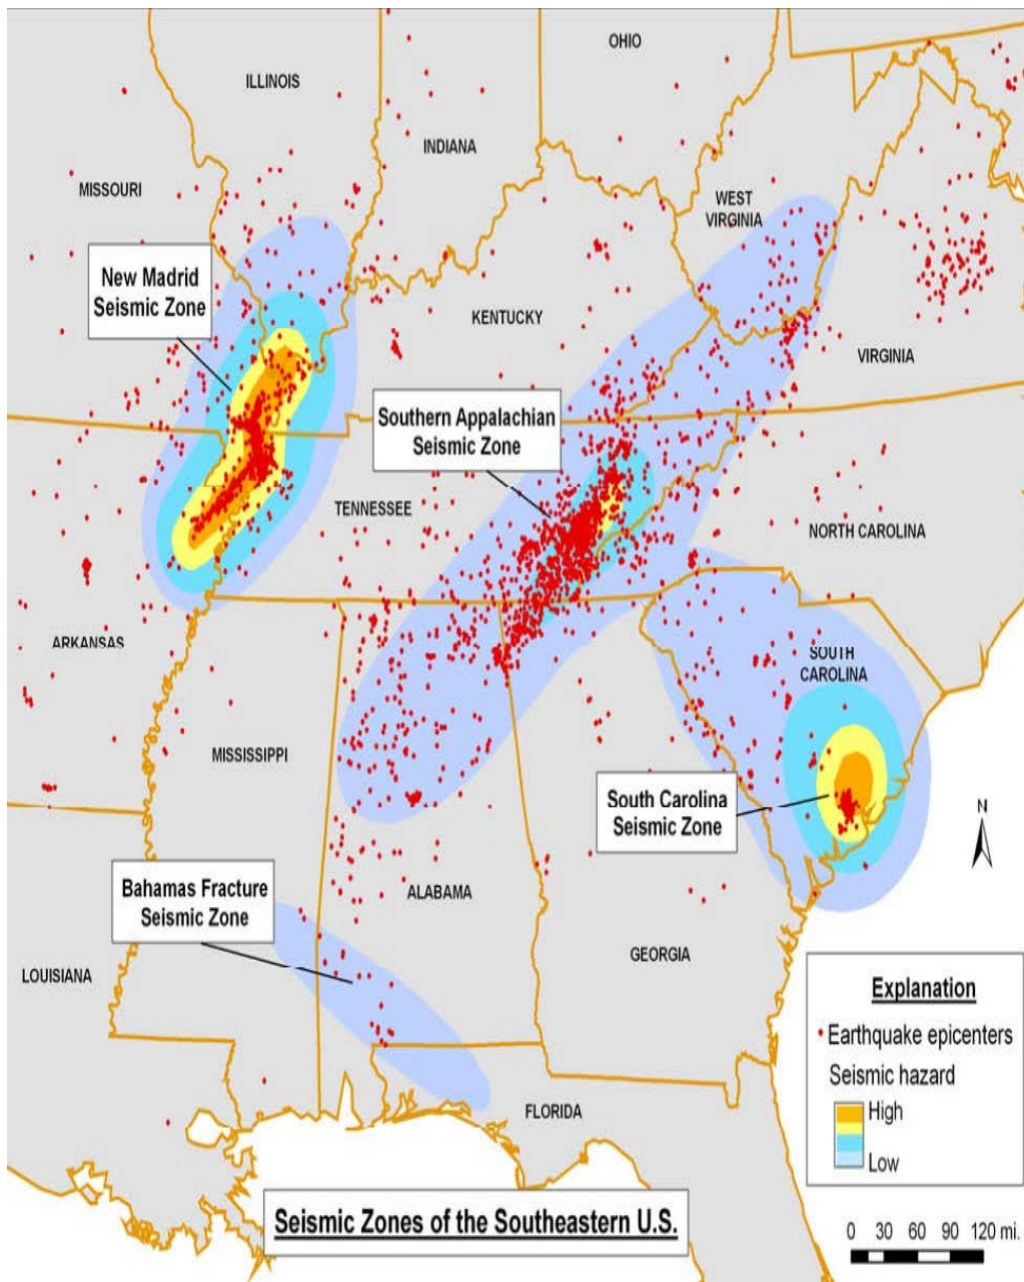 OHIO
ILLINOIS
INDIANA
MISSOURI
WEST
VIRGINIA
New Madrid
Seismic Zone
KENTUCKY
VIRGINIA
Southern Appalachian
Seismic Zone
TENNESSEE
NORTH CAROLINA
ARKANSAS
SOUTH
CAROLINA
MISSISSIPPI
South Carolina
Seismic Zone
N
Bahamas Fracture
Seismic Zone
ALABAMA
GEORGIA
LOUISIANA
Explanation
Earthquake epicenters
Seismic hazard
High
Low
FLORIDA
Seismic Zones of the Southeastern U.S.
0 30 60 90 120 mi.